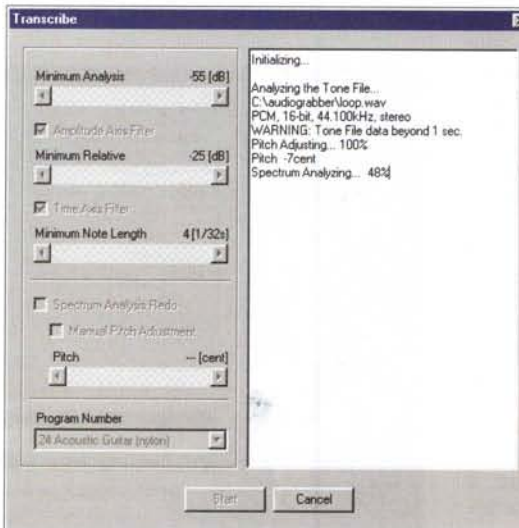 Transcribe
Minimum Analysis -55 [dB]
Amplitude Axis Filter
Minimum Relative -25 [dB]
Time Axis Filter
Minimum Note Length 4 [1/32s]
Spectrum Analysis Redo
Manual Pitch Adjustment
Pitch --- [cent]
Program Number
24 Acoustic Guitar (nylon)
Initializing...
Analyzing the Tone File...
C:\audiograbber\loop.wav
PCM, 16-bit, 44.100kHz, stereo
WARNING: Tone File data beyond 1 sec.
Pitch Adjusting... 100%
Pitch -7cent
Spectrum Analyzing... 48%
Start Cancel